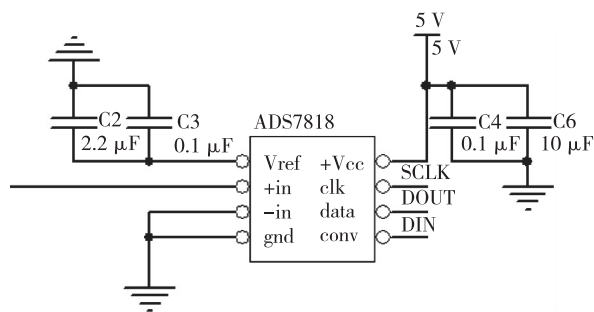 5 V
5 V
C2
2.2 μF
C3
0.1 μF
ADS7818
C4
0.1 μF
C6
10 μF
Vref +Vcc
SCLK
+in clk
DOUT
-in data
DIN
gnd conv